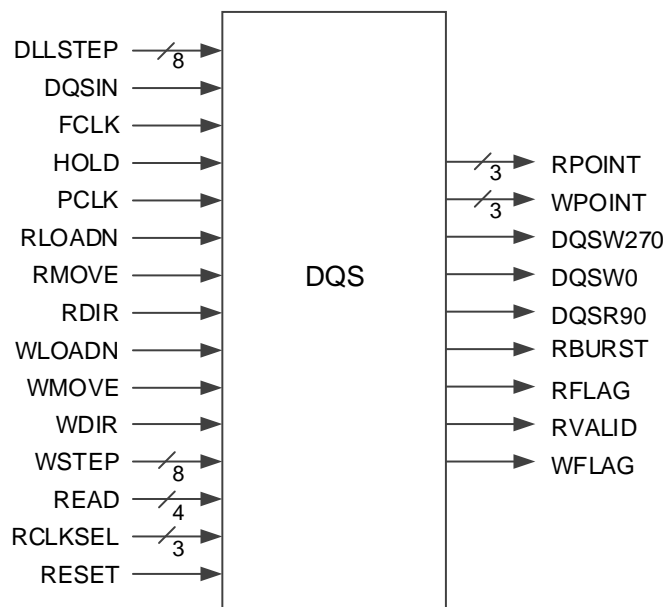 DLLSTEP
8
DQSIN
FCLK
HOLD
PCLK
RLOADN
RMOVE
RDIR
WLOADN
WMOVE
WDIR
WSTEP
8
READ
4
RCLKSEL
3
RESET
DQS
RPOINT
3
WPOINT
3
DQSW270
DQSW0
DQSR90
RBURST
RFLAG
RVALID
WFLAG